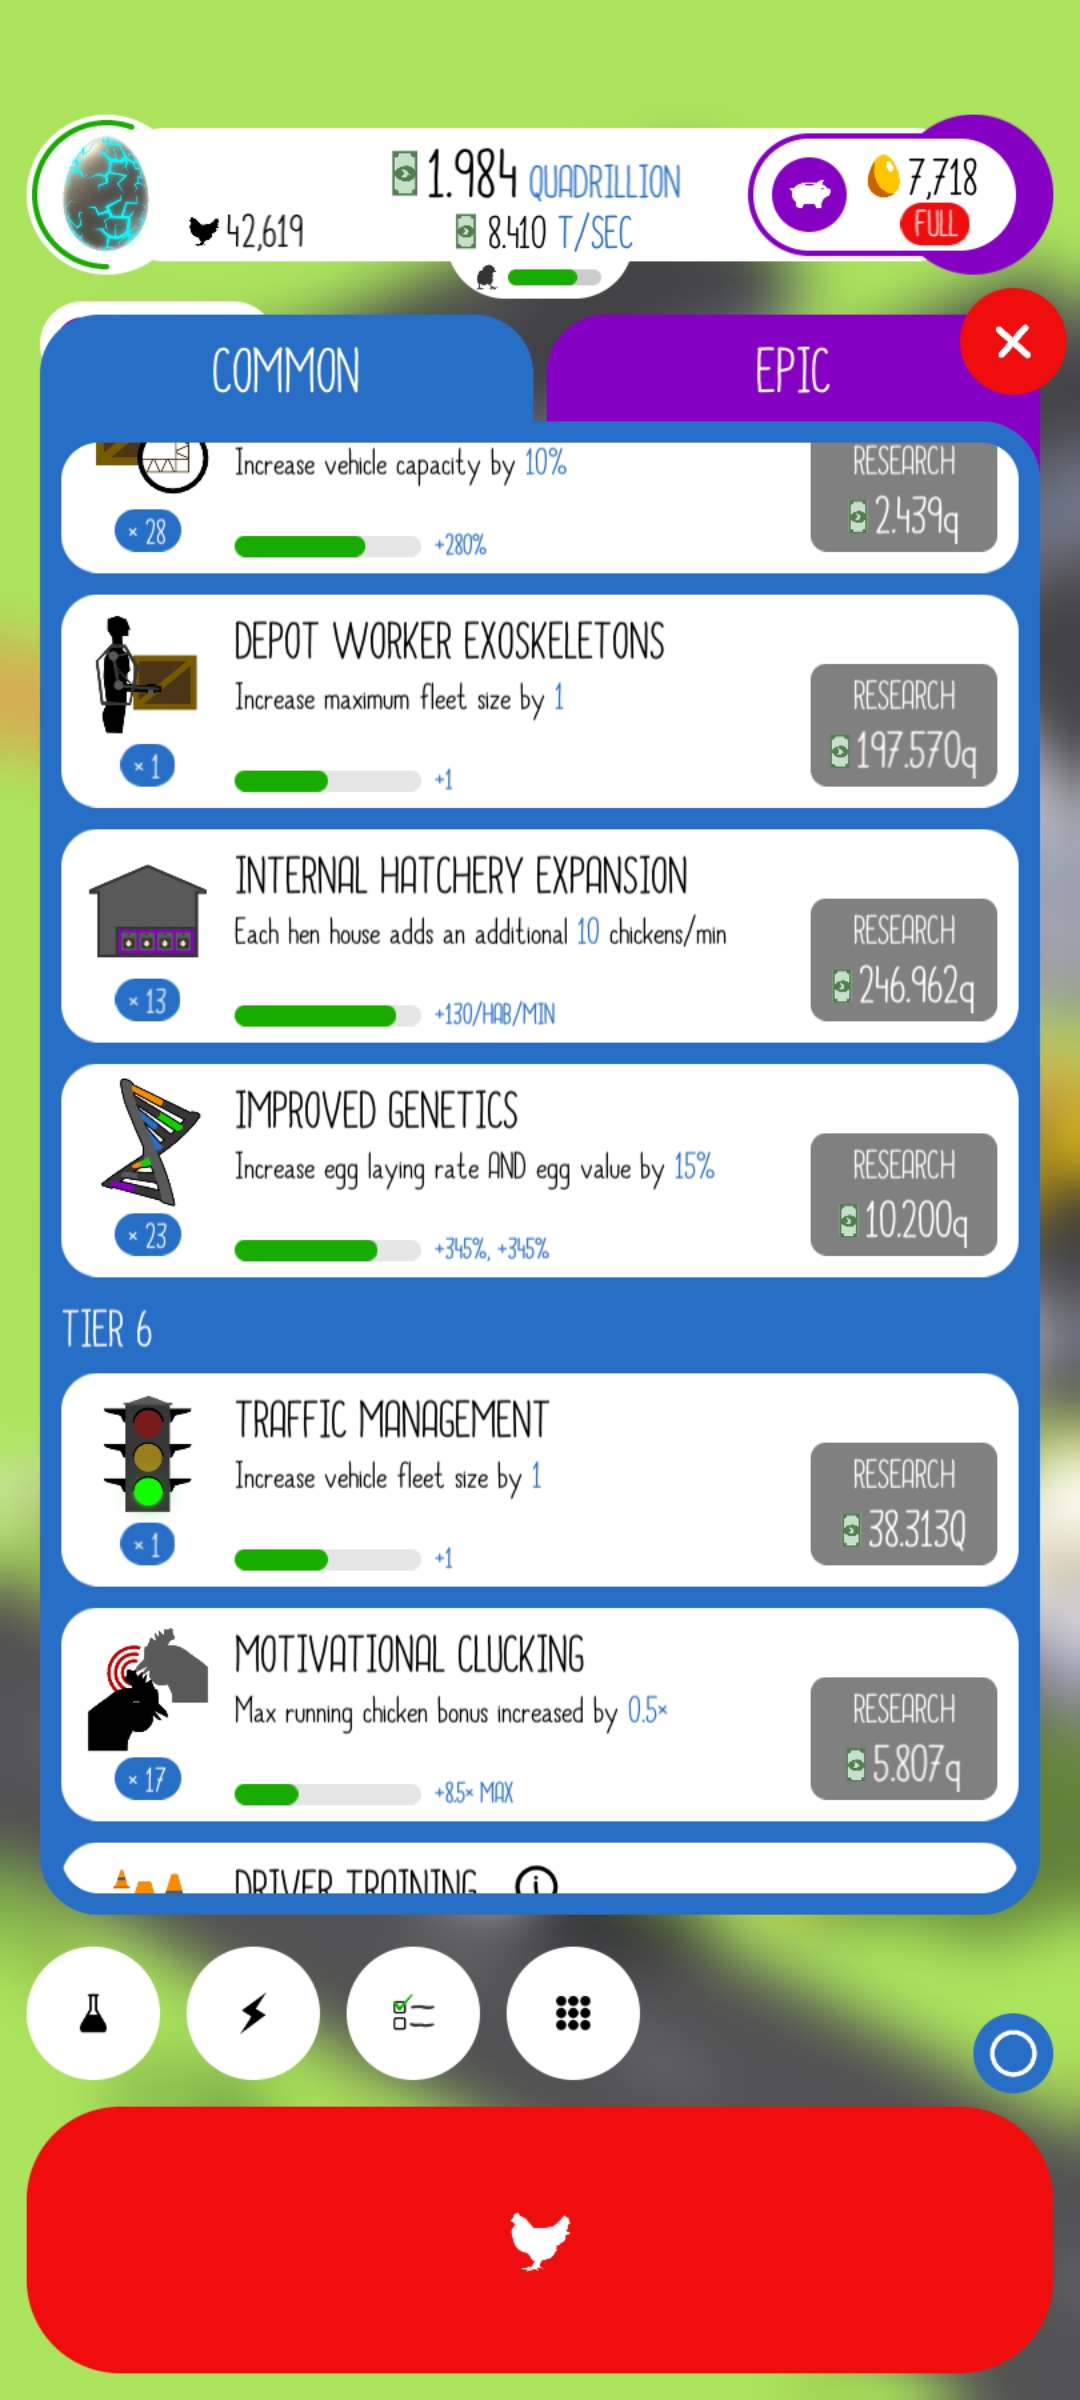 1.984 QUADRILLION
42,619
8.410 T/SEC
7,718
FULL
COMMON
EPIC
Increase vehicle capacity by 10%
RESEARCH
2.439q
× 28
+280%
DEPOT WORKER EXOSKELETONS
Increase maximum fleet size by 1
RESEARCH
197.570q
× 1
+1
INTERNAL HATCHERY EXPANSION
Each hen house adds an additional 10 chickens/min
RESEARCH
246.962q
× 13
+130/HAB/MIN
IMPROVED GENETICS
Increase egg laying rate AND egg value by 15%
RESEARCH
10.200q
× 23
+345%, +345%
TIER 6
TRAFFIC MANAGEMENT
Increase vehicle fleet size by 1
RESEARCH
38.313Q
× 1
+1
MOTIVATIONAL CLUCKING
Max running chicken bonus increased by 0.5×
RESEARCH
5.807q
× 17
+8.5× MAX
DRIVER TRAINING